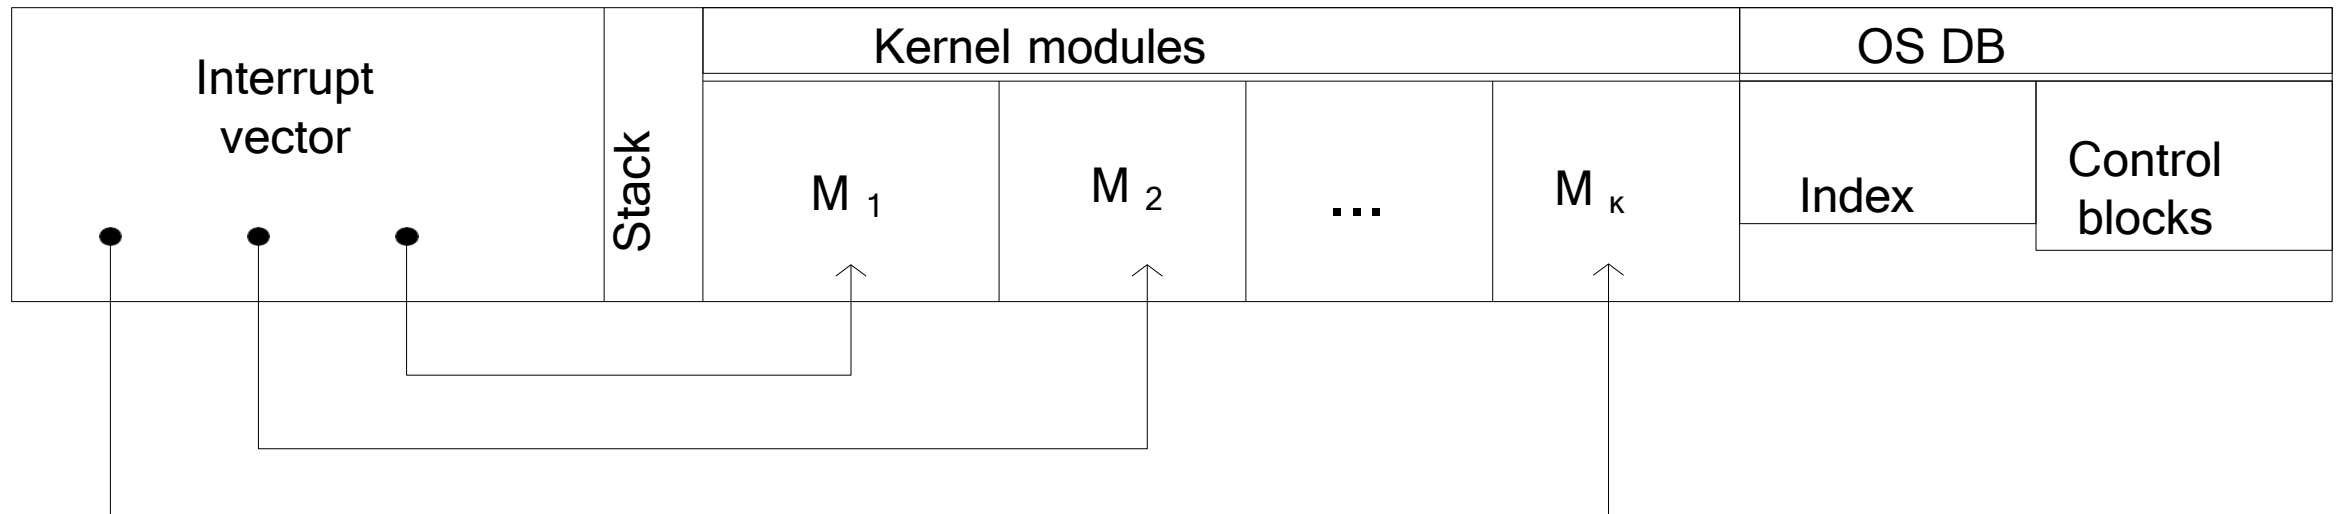 Interrupt
vector
Stack
Kernel modules
M 1
M 2
...
M κ
OS DB
Index
Control
blocks